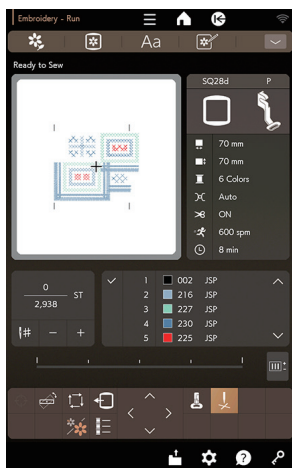 Embroidery - Run
Aa
Ready to Sew
SQ28d P
70 mm
70 mm
6 Colors
Auto
ON
600 spm
8 min
0
2,938 ST
1 002 JSP
2 216 JSP
3 227 JSP
4 230 JSP
5 225 JSP
# - +
?